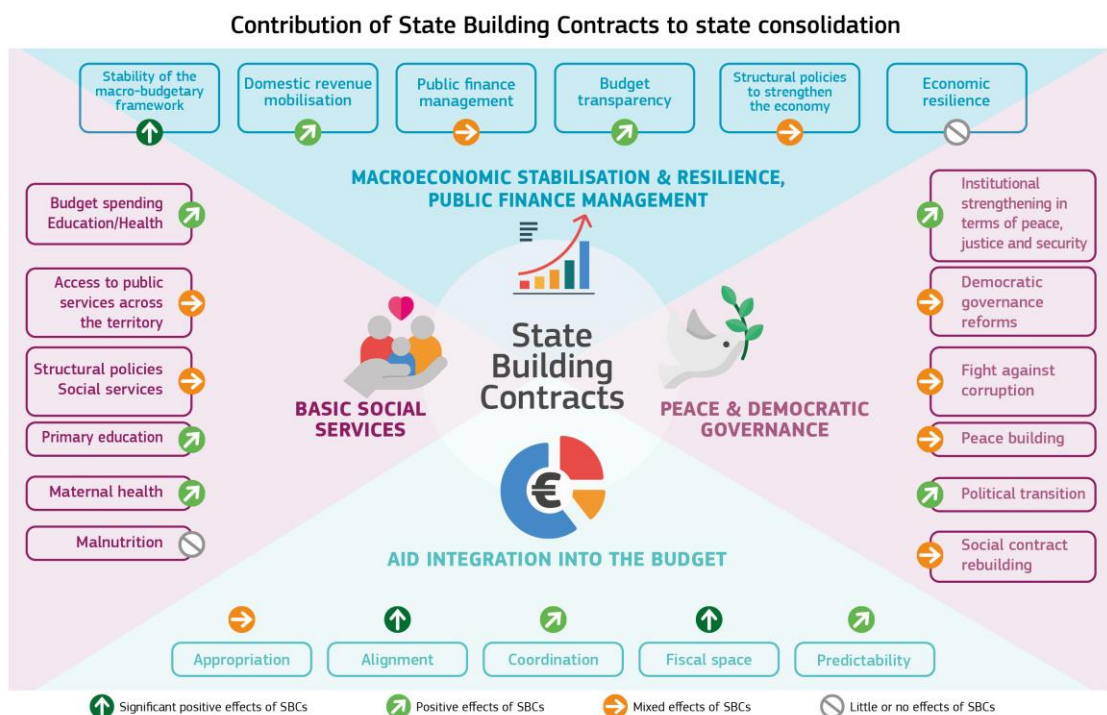 Contribution of State Building Contracts to state consolidation
Stability of the
macro-budgetary
framework
Domestic revenue
mobilisation
Public finance
management
Budget
transparency
Structural policies
to strengthen
the economy
Economic
resilience
MACROECONOMIC STABILISATION & RESILIENCE,
PUBLIC FINANCE MANAGEMENT
Budget spending
Education/Health
Access to public
services across
the territory
Structural policies
Social services
Primary education
Maternal health
Malnutrition
BASIC SOCIAL
SERVICES
State
Building
Contracts
PEACE & DEMOCRATIC
GOVERNANCE
Institutional
strengthening in
terms of peace,
justice and security
Democratic
governance
reforms
Fight against
corruption
Peace building
Political transition
Social contract
rebuilding
€
AID INTEGRATION INTO THE BUDGET
Appropriation
Alignment
Coordination
Fiscal space
Predictability
Significant positive effects of SBCs
Positive effects of SBCs
Mixed effects of SBCs
Little or no effects of SBCs